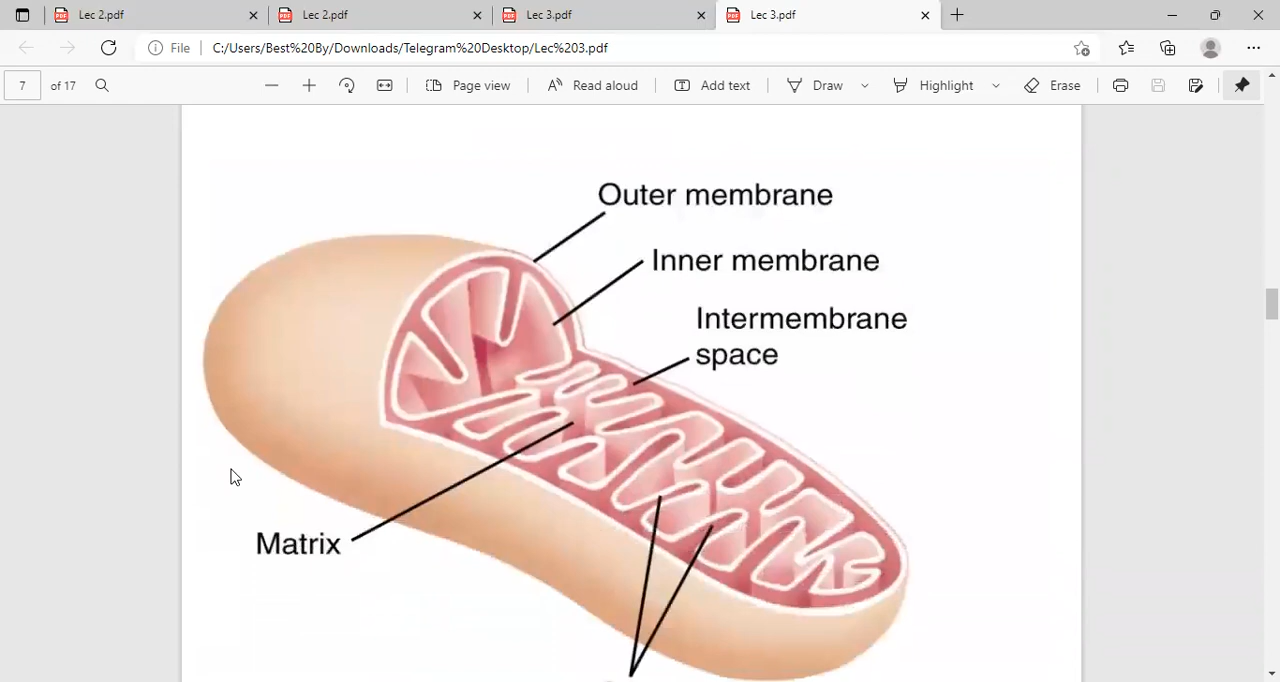 Lec 2.pdf
Lec 2.pdf
Lec 3.pdf
Lec 3.pdf
File C:/Users/Best%20By/Downloads/Telegram%20Desktop/Lec%203.pdf
7 of 17 Page view Read aloud Add text Draw Highlight Erase
Outer membrane
Inner membrane
Intermembrane
space
Matrix